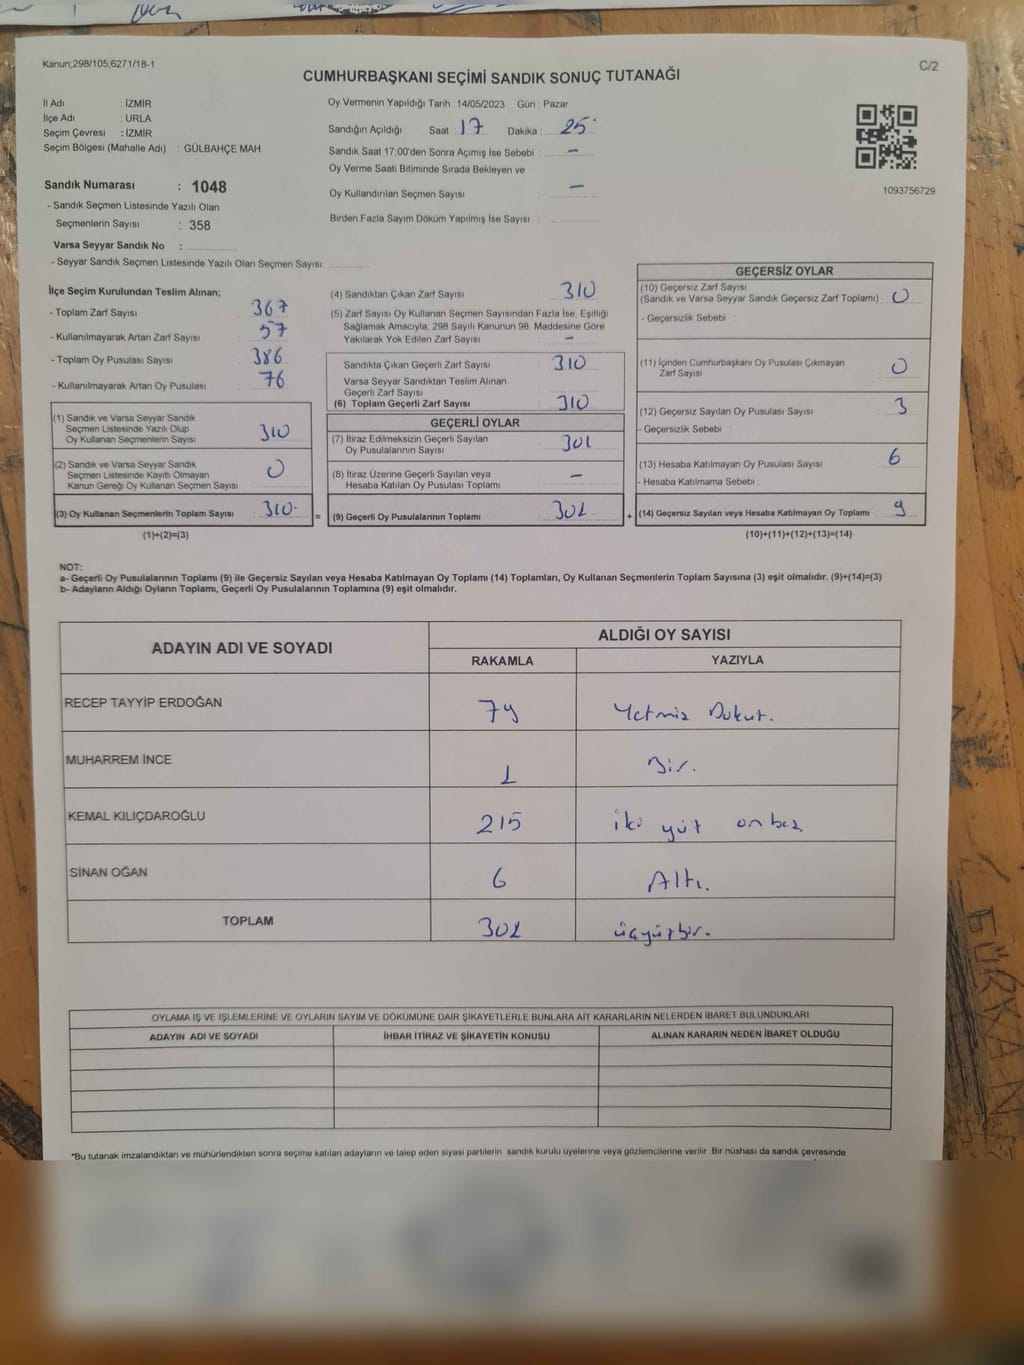 Kanun;298/105;6271/18-1
C/2
CUMHURBAŞKANI SEÇİMİ SANDIK SONUÇ TUTANAĞI
İl Adı : İZMİR
İlçe Adı : URLA
Seçim Çevresi : İZMİR
Seçim Bölgesi (Mahalle Adı) : GÜLBAHÇE MAH.
Sandık Numarası : 1048
- Sandık Seçmen Listesinde Yazılı Olan
Seçmenlerin Sayısı : 358
Varsa Seyyar Sandık No :
- Seyyar Sandık Seçmen Listesinde Yazılı Olan Seçmen Sayısı:
Oy Vermenin Yapıldığı Tarih : 14/05/2023 Gün : Pazar
Sandığın Açıldığı Saat : 17 Dakika : 25
Sandık Saat 17:00'den Sonra Açımış İse Sebebi : -
Oy Verme Saati Bitiminde Sırada Bekleyen ve
Oy Kullandırılan Seçmen Sayısı : -
Birden Fazla Sayım Döküm Yapılmış İse Sayısı :
1093756729
İlçe Seçim Kurulundan Teslim Alınan;
- Toplam Zarf Sayısı : 367
- Kullanılmayarak Artan Zarf Sayısı : 57
- Toplam Oy Pusulası Sayısı : 386
- Kullanılmayarak Artan Oy Pusulası : 76
(1) Sandık ve Varsa Seyyar Sandık
Seçmen Listesinde Yazılı Olup
Oy Kullanan Seçmenlerin Sayısı : 310
(2) Sandık ve Varsa Seyyar Sandık
Seçmen Listesinde Kayıtlı Olmayan
Kanun Gereği Oy Kullanan Seçmen Sayısı : 0
(3) Oy Kullanan Seçmenlerin Toplam Sayısı : 310
(1)+(2)=(3)
(4) Sandıktan Çıkan Zarf Sayısı : 310
(5) Zarf Sayısı Oy Kullanan Seçmen Sayısından Fazla İse, Eşitliği
Sağlamak Amacıyla, 298 Sayılı Kanunun 98. Maddesine Göre
Yakılarak Yok Edilen Zarf Sayısı : -
Sandıkta Çıkan Geçerli Zarf Sayısı : 310
Varsa Seyyar Sandıktan Teslim Alınan
Geçerli Zarf Sayısı :
(6) Toplam Geçerli Zarf Sayısı : 310
GEÇERLİ OYLAR
(7) İtiraz Edilmeksizin Geçerli Sayılan
Oy Pusulalarının Sayısı : 301
(8) İtiraz Üzerine Geçerli Sayılan veya
Hesaba Katılan Oy Pusulası Toplamı : -
= (9) Geçerli Oy Pusulalarının Toplamı : 301
GEÇERSİZ OYLAR
(10) Geçersiz Zarf Sayısı
(Sandık ve Varsa Seyyar Sandık Geçersiz Zarf Toplamı) : 0
- Geçersizlik Sebebi :
(11) İçinden Cumhurbaşkanı Oy Pusulası Çıkmayan
Zarf Sayısı : 0
(12) Geçersiz Sayılan Oy Pusulası Sayısı : 3
- Geçersizlik Sebebi :
(13) Hesaba Katılmayan Oy Pusulası Sayısı : 6
- Hesaba Katılmama Sebebi :
+ (14) Geçersiz Sayılan veya Hesaba Katılmayan Oy Toplamı : 9
(10)+(11)+(12)+(13)=(14)
NOT:
a- Geçerli Oy Pusulalarının Toplamı (9) ile Geçersiz Sayılan veya Hesaba Katılmayan Oy Toplamı (14) Toplamları, Oy Kullanan Seçmenlerin Toplam Sayısına (3) eşit olmalıdır. (9)+(14)=(3)
b- Adayların Aldığı Oyların Toplamı, Geçerli Oy Pusulalarının Toplamına (9) eşit olmalıdır.
ADAYIN ADI VE SOYADI ALDIĞI OY SAYISI
RAKAMLA YAZIYLA
RECEP TAYYİP ERDOĞAN 79 Yetmiş Dokuz.
MUHARREM İNCE 1 Bir.
KEMAL KILIÇDAROĞLU 215 iki yüz onbeş
SİNAN OĞAN 6 Altı.
TOPLAM 301 üçyüzbir.
OYLAMA İŞ VE İŞLEMLERİNE VE OYLARIN SAYIM VE DÖKÜMÜNE DAİR ŞİKAYETLERLE BUNLARA AİT KARARLARIN NELERDEN İBARET BULUNDUKLARI
ADAYIN ADI VE SOYADI İHBAR İTİRAZ VE ŞİKAYETİN KONUSU ALINAN KARARIN NEDEN İBARET OLDUĞU
*Bu tutanak imzalandıktan ve mühürlendikten sonra seçime katılan adayların ve talep eden siyasi partilerin sandık kurulu üyelerine veya gözlemcilerine verilir. Bir nüshası da sandık çevresinde